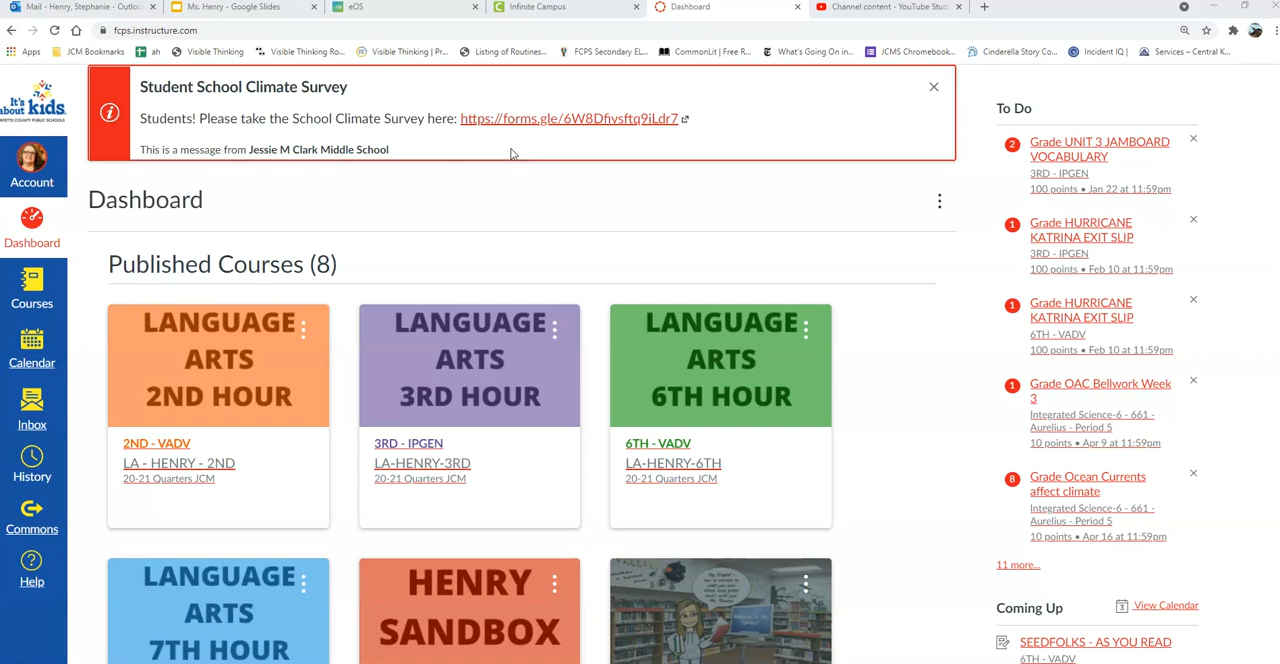 Mail - Henry, Stephanie - Outlo
Ms. Henry - Google Slides
eOS
Infinite Campus
Dashboard
Channel content - YouTube Stud
fcps.instructure.com
Apps
JCM Bookmarks
ah
Visible Thinking
Visible Thinking Ro...
Visible Thinking | Pr...
Listing of Routines...
FCPS Secondary EL...
CommonLit | Free R...
What's Going On in...
JCMS Chromebook...
Cinderella Story Co...
Incident IQ |
Services – Central K...
It's about kids.
FAYETTE COUNTY PUBLIC SCHOOLS
Account
Dashboard
Courses
Calendar
Inbox
History
Commons
Help
Student School Climate Survey
Students! Please take the School Climate Survey here: https://forms.gle/6W8Dfivsftq9iLdr7
This is a message from Jessie M Clark Middle School
Dashboard
Published Courses (8)
LANGUAGE
ARTS
2ND HOUR
2ND - VADV
LA - HENRY - 2ND
20-21 Quarters JCM
LANGUAGE
ARTS
3RD HOUR
3RD - IPGEN
LA-HENRY-3RD
20-21 Quarters JCM
LANGUAGE
ARTS
6TH HOUR
6TH - VADV
LA-HENRY-6TH
20-21 Quarters JCM
LANGUAGE
ARTS
7TH HOUR
HENRY
SANDBOX
To Do
2
Grade UNIT 3 JAMBOARD
VOCABULARY
3RD - IPGEN
100 points • Jan 22 at 11:59pm
1
Grade HURRICANE
KATRINA EXIT SLIP
3RD - IPGEN
100 points • Feb 10 at 11:59pm
1
Grade HURRICANE
KATRINA EXIT SLIP
6TH - VADV
100 points • Feb 10 at 11:59pm
1
Grade OAC Bellwork Week
3
Integrated Science-6 - 661 -
Aurelius - Period 5
10 points • Apr 9 at 11:59pm
8
Grade Ocean Currents
affect climate
Integrated Science-6 - 661 -
Aurelius - Period 5
10 points • Apr 16 at 11:59pm
11 more...
Coming Up
View Calendar
SEEDFOLKS - AS YOU READ
6TH - VADV